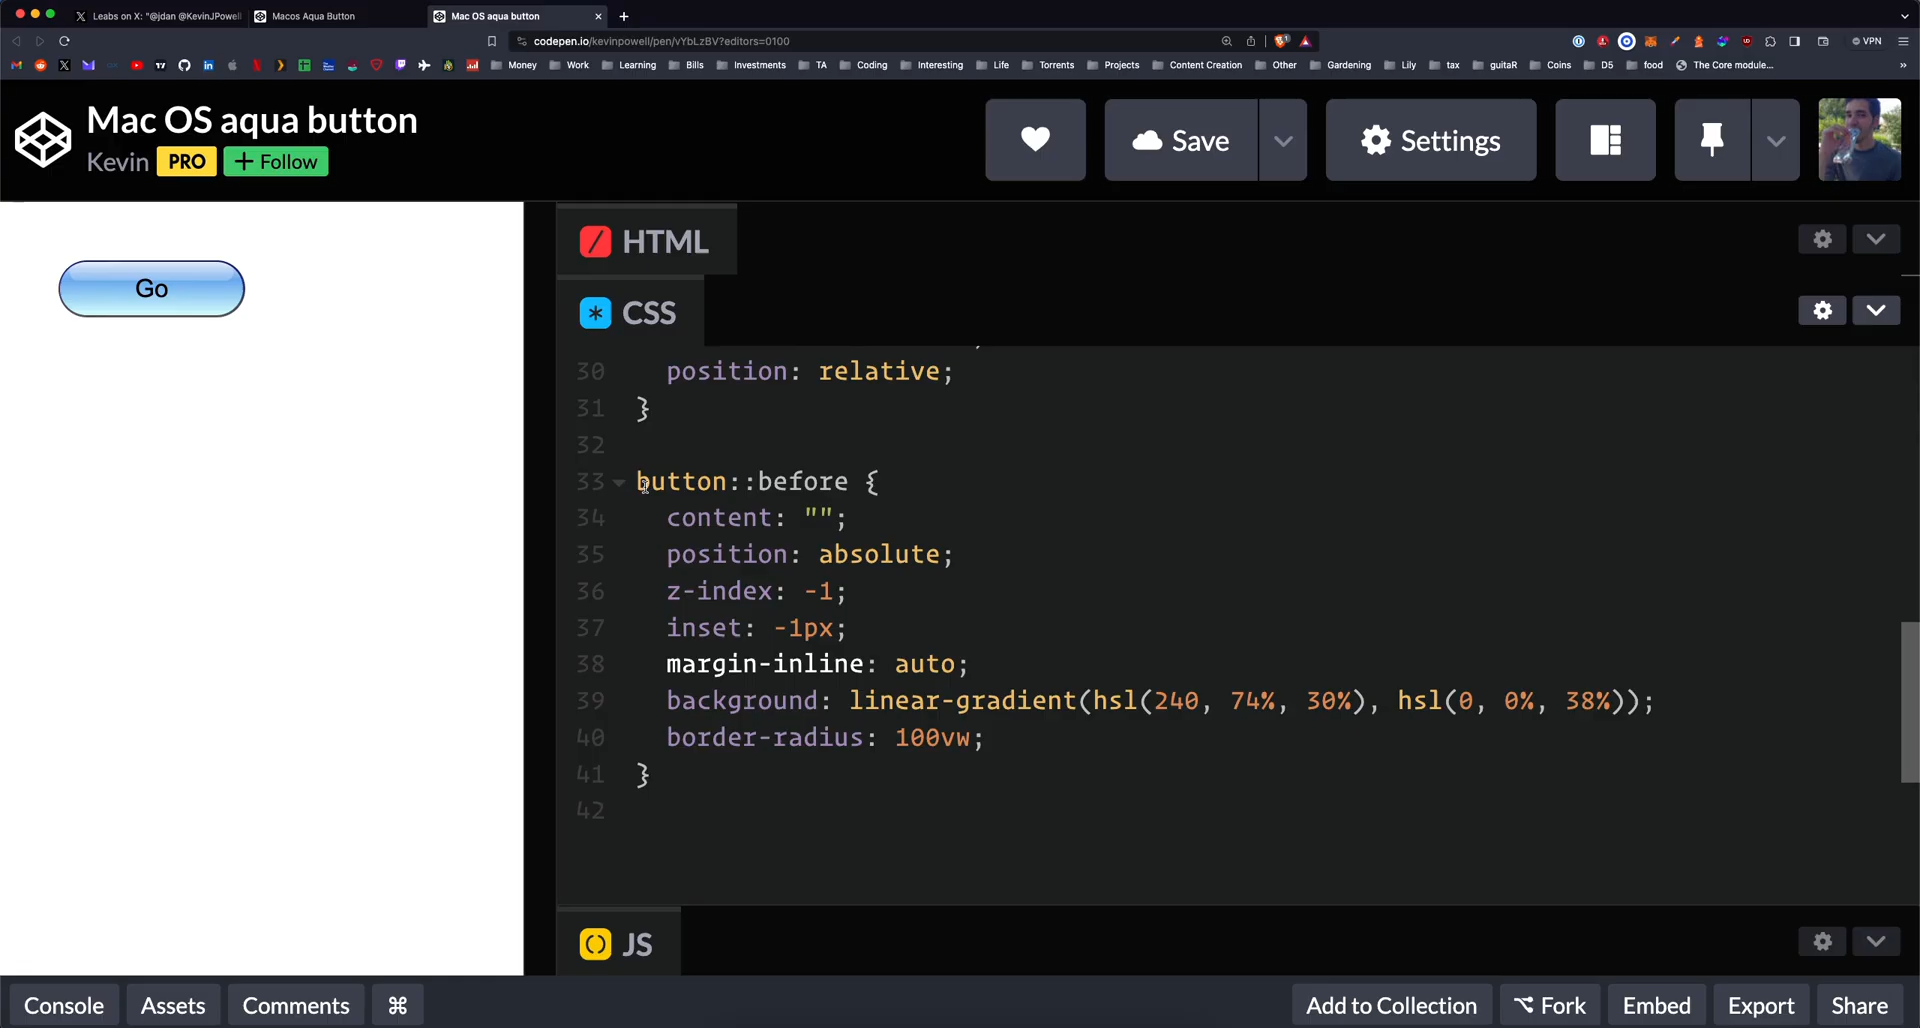 Leabs on X: "@jdan @KevinJPowell
Macos Aqua Button
Mac OS aqua button
codepen.io/kevinpowell/pen/vYbLzBV?editors=0100
VPN
Money
Work
Learning
Bills
Investments
TA
Coding
Interesting
Life
Torrents
Projects
Content Creation
Other
Gardening
Lily
tax
guitaR
Coins
D5
food
The Core module...
Mac OS aqua button
Kevin PRO + Follow
Save
Settings
Go
HTML
CSS
30 position: relative;
31 }
32
33 button::before {
34 content: "";
35 position: absolute;
36 z-index: -1;
37 inset: -1px;
38 margin-inline: auto;
39 background: linear-gradient(hsl(240, 74%, 30%), hsl(0, 0%, 38%));
40 border-radius: 100vw;
41 }
42
JS
Console
Assets
Comments
⌘
Add to Collection
Fork
Embed
Export
Share